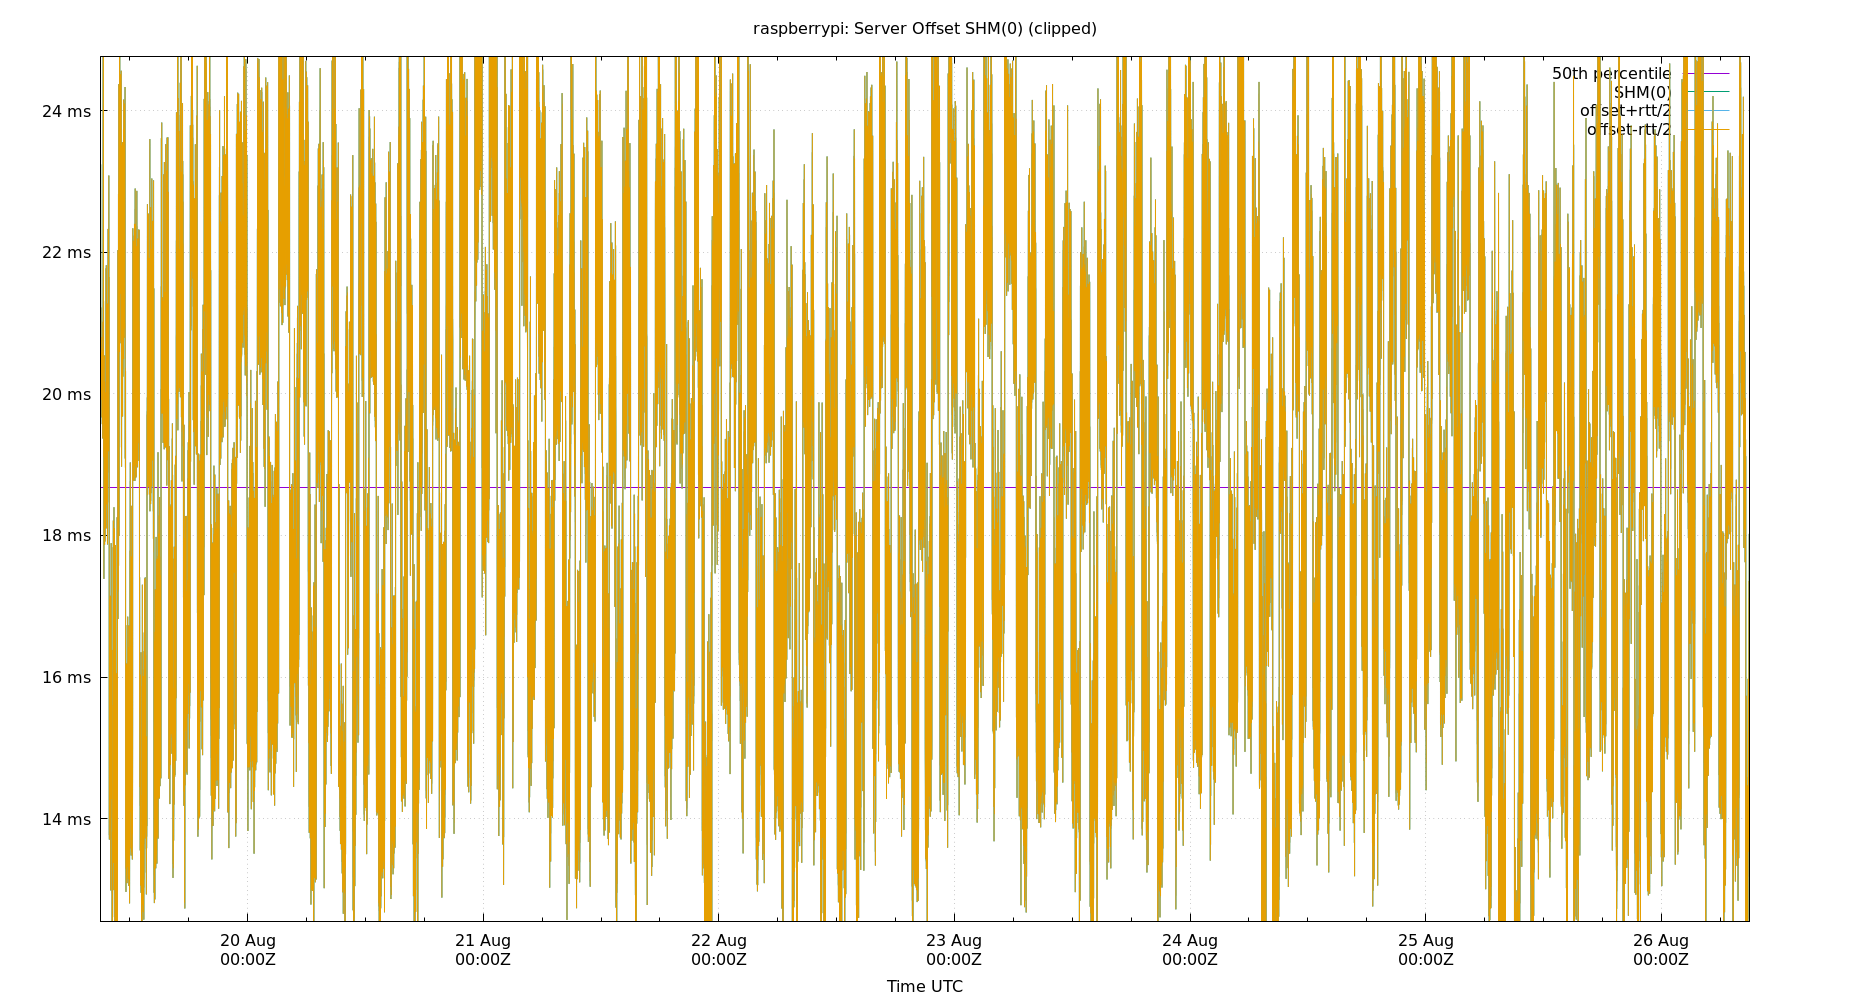 raspberrypi: Server Offset SHM(0) (clipped)
50th percentile
SHM(0)
offset+rtt/2
offset-rtt/2
24 ms
22 ms
20 ms
18 ms
16 ms
14 ms
20 Aug 21 Aug 22 Aug 23 Aug 24 Aug 25 Aug 26 Aug
00:00Z 00:00Z 00:00Z 00:00Z 00:00Z 00:00Z 00:00Z
Time UTC